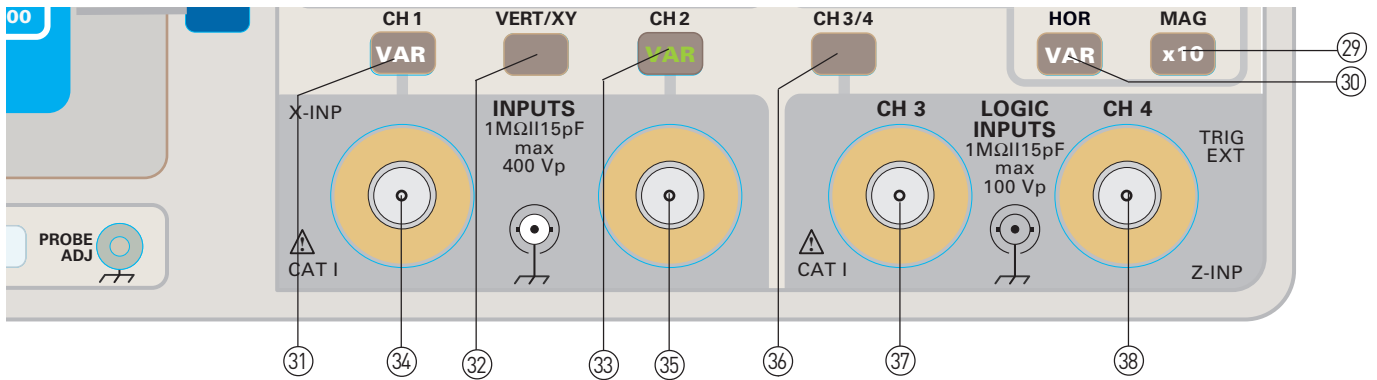 00
CH 1 VERT/XY CH 2 CH 3/4 HOR MAG
VAR VAR VAR x10
29
30
X-INP
INPUTS
1MΩII15pF
max
400 Vp
CH 3
LOGIC
INPUTS
1MΩII15pF
max
100 Vp
CH 4
TRIG
EXT
PROBE
ADJ
CAT I
CAT I
Z-INP
31 34 32 33 35 36 37 38